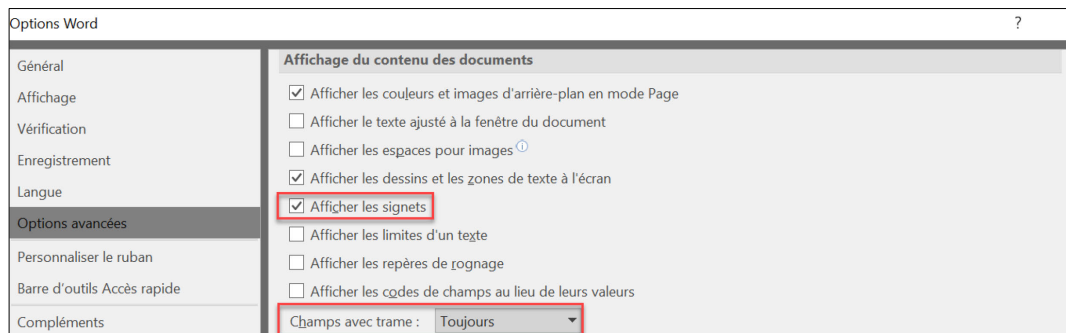 Options Word ?
Général
Affichage
Vérification
Enregistrement
Langue
Options avancées
Personnaliser le ruban
Barre d'outils Accès rapide
Compléments
Affichage du contenu des documents
Afficher les couleurs et images d'arrière-plan en mode Page
Afficher le texte ajusté à la fenêtre du document
Afficher les espaces pour images
Afficher les dessins et les zones de texte à l'écran
Afficher les signets
Afficher les limites d'un texte
Afficher les repères de rognage
Afficher les codes de champs au lieu de leurs valeurs
Champs avec trame : Toujours